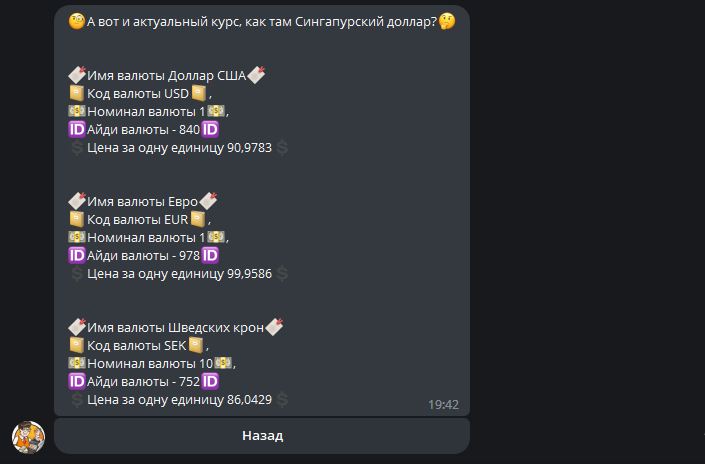 🧐А вот и актуальный курс, как там Сингапурский доллар?🤔
Имя валюты Доллар США
Код валюты USD ,
💵Номинал валюты 1💵,
🆔Айди валюты - 840🆔
💲Цена за одну единицу 90,9783💲
Имя валюты Евро
Код валюты EUR ,
💵Номинал валюты 1💵,
🆔Айди валюты - 978🆔
💲Цена за одну единицу 99,9586💲
Имя валюты Шведских крон
Код валюты SEK ,
💵Номинал валюты 10💵,
🆔Айди валюты - 752🆔
💲Цена за одну единицу 86,0429💲
19:42
Назад